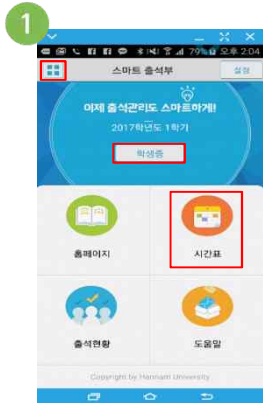 1
79% 오후 2:04
스마트 출석부
설정
이제 출석관리도 스마트하게!
2017학년도 1학기
학생증
홈페이지
시간표
출석현황
도움말
Copyright by Hannam University